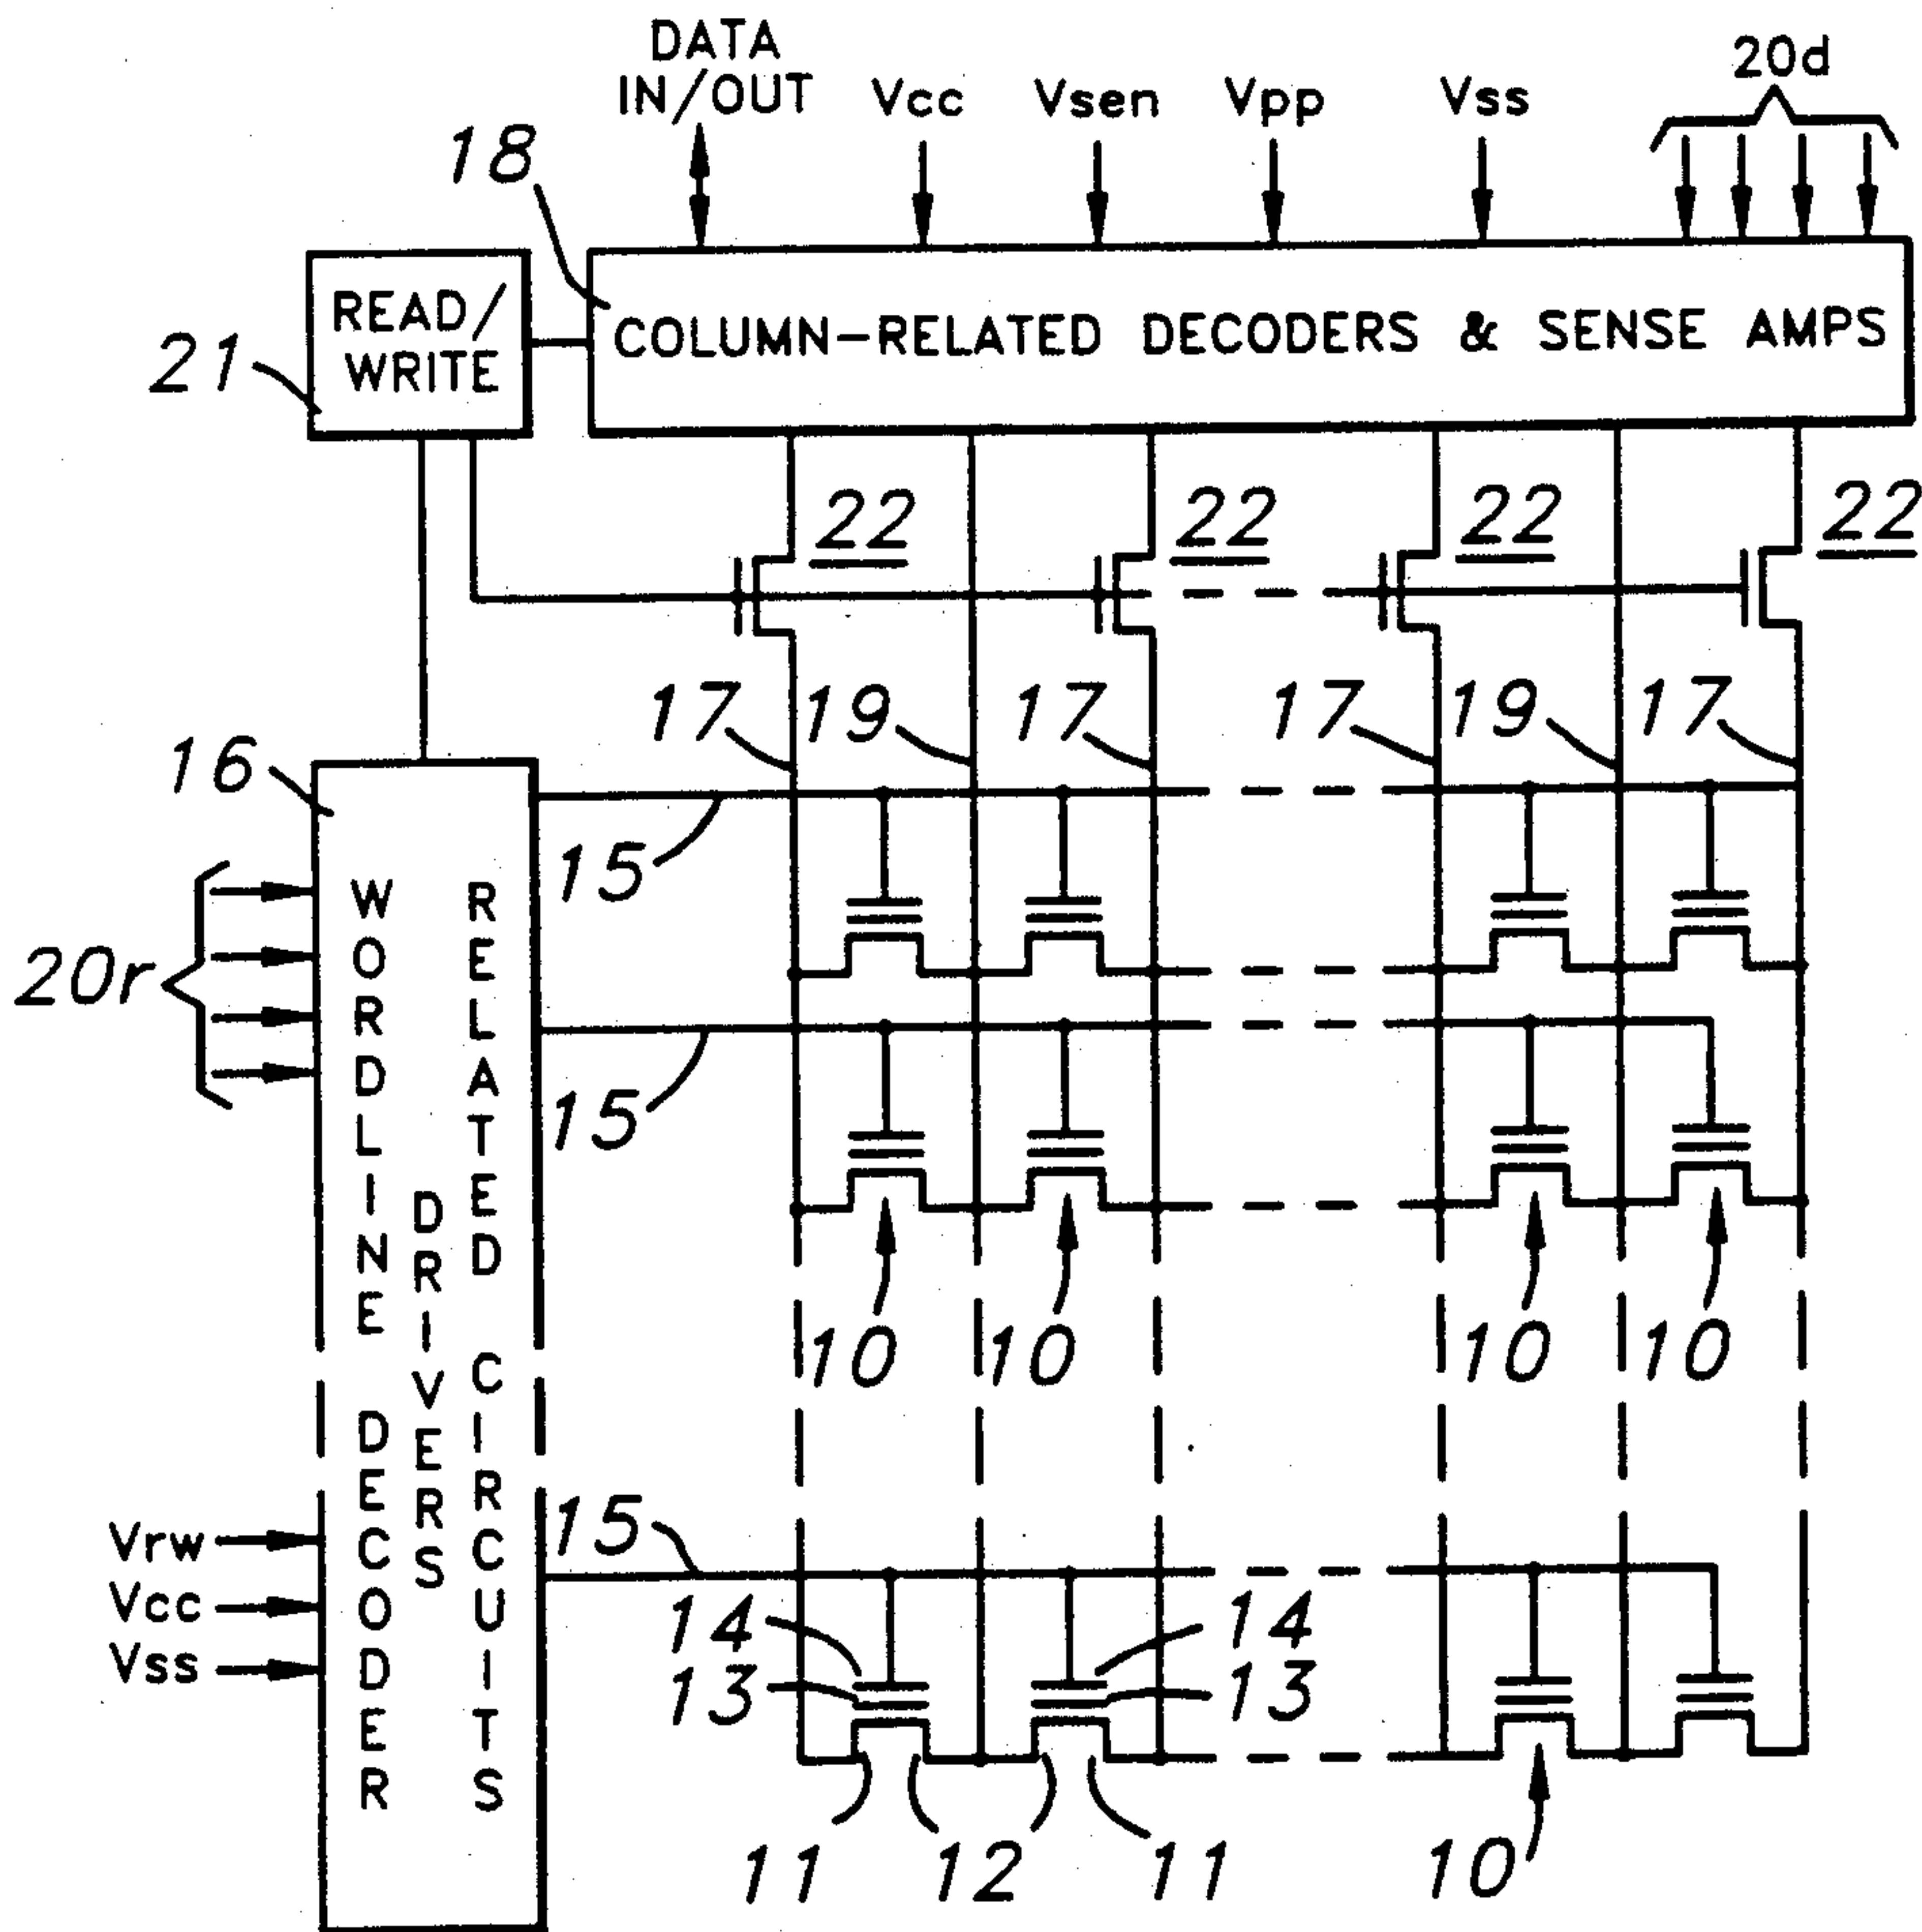 DATA
IN/OUT
Vcc
Vsen
Vpp
Vss
20d
18
READ/
WRITE
COLUMN-RELATED DECODERS & SENSE AMPS
21
22
22
22
22
17
19
17
17
19
17
16
15
20r
WORDLINE DECODER
DRIVERS
RELATED CIRCUITS
15
10
10
10
10
Vrw
Vcc
Vss
15
14
13
14
13
11
12
11
10